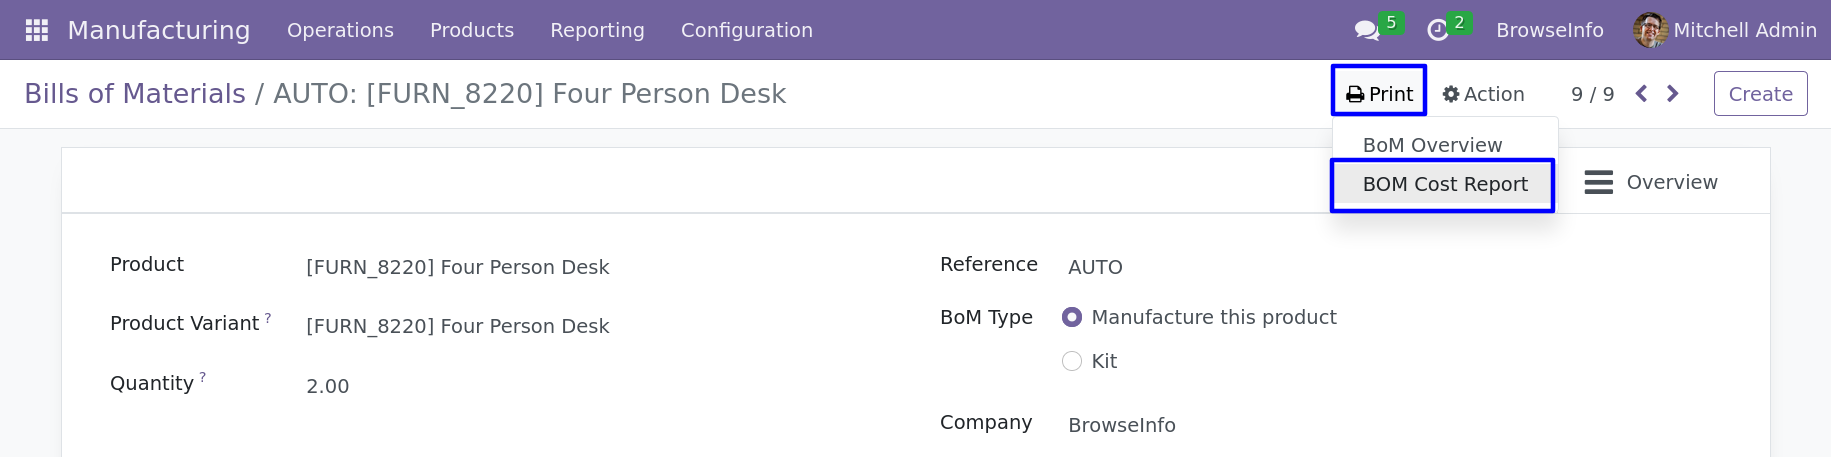 Manufacturing Operations Products Reporting Configuration 5 2 BrowseInfo Mitchell Admin
Bills of Materials / AUTO: [FURN_8220] Four Person Desk Print Action 9 / 9 Create
BoM Overview
BOM Cost Report Overview
Product [FURN_8220] Four Person Desk Reference AUTO
Product Variant ? [FURN_8220] Four Person Desk BoM Type Manufacture this product
Kit
Quantity ? 2.00
Company BrowseInfo